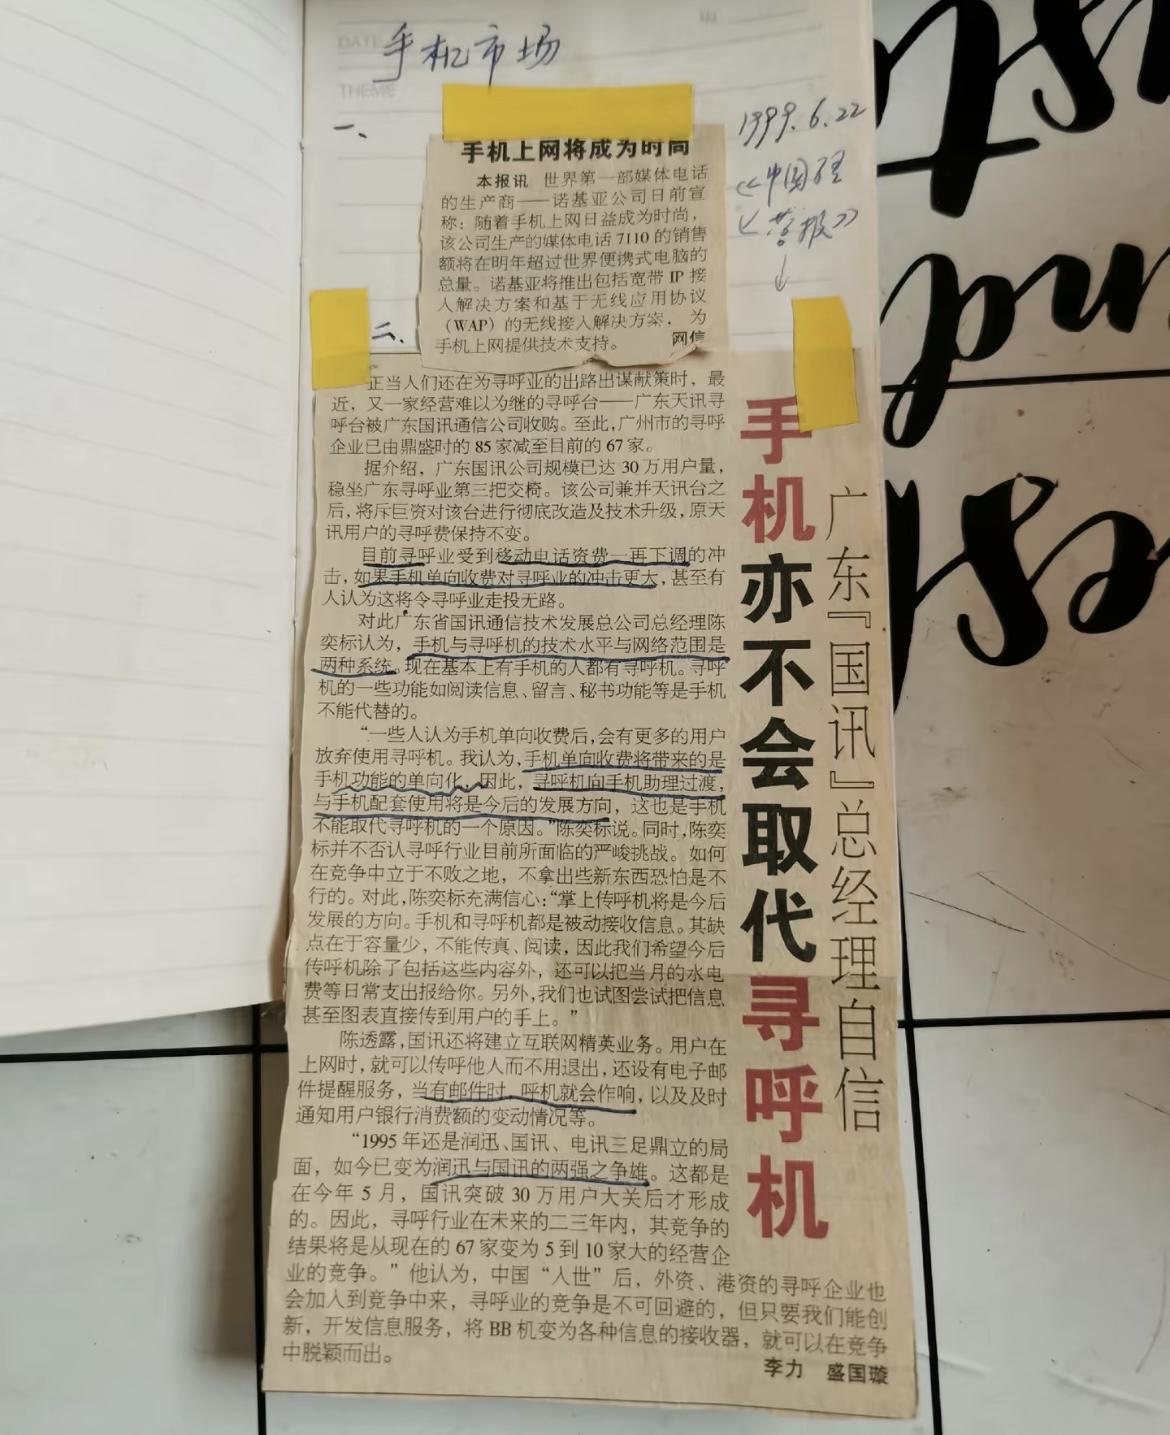 DATE
手机市场
THEME
一、
1999.6.22
《中国经
营报》
手机上网将成为时尚
本报讯 世界第一部媒体电话
的生产商——诺基亚公司日前宣
称：随着手机上网日益成为时尚，
该公司生产的媒体电话7110的销售
额将在明年超过世界便携式电脑的
总量。诺基亚将推出包括宽带IP接
入解决方案和基于无线应用协议
（WAP）的无线接入解决方案，为
手机上网提供技术支持。 网信
二、
手机亦不会取代寻呼机
广东『国讯』总经理自信
正当人们还在为寻呼业的出路出谋献策时，最
近，又一家经营难以为继的寻呼台——广东天讯寻
呼台被广东国讯通信公司收购。至此，广州市的寻呼
企业已由鼎盛时的85家减至目前的67家。
据介绍，广东国讯公司规模已达30万用户量，
稳坐广东寻呼业第三把交椅。该公司兼并天讯台之
后，将斥巨资对该台进行彻底改造及技术升级，原天
讯用户的寻呼费保持不变。
目前寻呼业受到移动电话资费一再下调的冲
击，如果手机单向收费对寻呼业的冲击更大，甚至有
人认为这将令寻呼业走投无路。
对此广东省国讯通信技术发展总公司总经理陈
奕标认为，手机与寻呼机的技术水平与网络范围是
两种系统。现在基本上有手机的人都有寻呼机。寻呼
机的一些功能如阅读信息、留言、秘书功能等是手机
不能代替的。
“一些人认为手机单向收费后，会有更多的用户
放弃使用寻呼机。我认为，手机单向收费将带来的是
手机功能的单向化，因此，寻呼机向手机助理过渡，
与手机配套使用将是今后的发展方向，这也是手机
不能取代寻呼机的一个原因。”陈奕标说。同时，陈奕
标并不否认寻呼行业目前所面临的严峻挑战。如何
在竞争中立于不败之地，不拿出些新东西恐怕是不
行的。对此，陈奕标充满信心：“掌上传呼机将是今后
发展的方向。手机和寻呼机都是被动接收信息。其缺
点在于容量少，不能传真、阅读，因此我们希望今后
传呼机除了包括这些内容外，还可以把当月的水电
费等日常支出报给你。另外，我们也试图尝试把信息
甚至图表直接传到用户的手上。”
陈透露，国讯还将建立互联网精英业务。用户在
上网时，就可以传呼他人而不用退出，还设有电子邮
件提醒服务，当有邮件时，呼机就会作响，以及及时
通知用户银行消费额的变动情况等。
“1995年还是润迅、国讯、电讯三足鼎立的局
面，如今已变为润迅与国讯的两强之争雄。这都是
在今年5月，国讯突破30万用户大关后才形成
的。因此，寻呼行业在未来的二三年内，其竞争的
结果将是从现在的67家变为5到10家大的经营企
业的竞争。”他认为，中国“入世”后，外资、港资的寻呼企业也
会加入到竞争中来，寻呼业的竞争是不可回避的，但只要我们能创
新，开发信息服务，将BB机变为各种信息的接收器，就可以在竞争
中脱颖而出。
李力 盛国璇